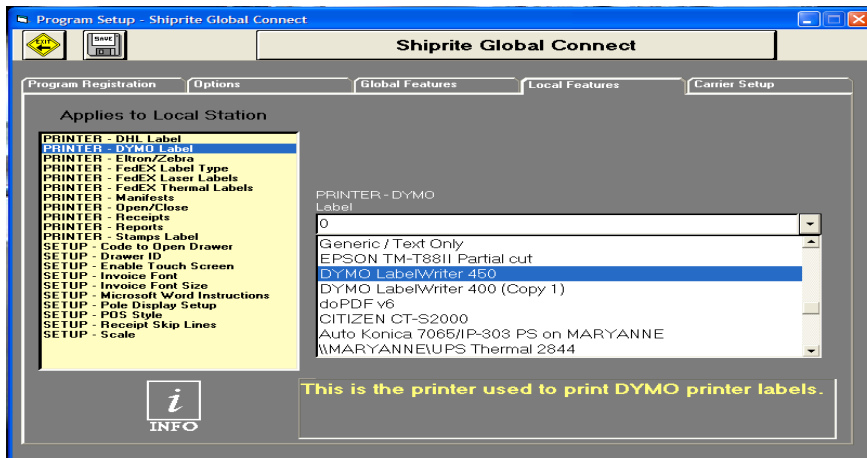 Program Setup - Shiprite Global Connect
EXIT
SAVE
Shiprite Global Connect
Program Registration
Options
Global Features
Local Features
Carrier Setup
Applies to Local Station
PRINTER - DHL Label
PRINTER - DYMO Label
PRINTER - Eltron/Zebra
PRINTER - FedEX Label Type
PRINTER - FedEX Laser Labels
PRINTER - FedEX Thermal Labels
PRINTER - Manifests
PRINTER - Open/Close
PRINTER - Receipts
PRINTER - Reports
PRINTER - Stamps Label
SETUP - Code to Open Drawer
SETUP - Drawer ID
SETUP - Enable Touch Screen
SETUP - Invoice Font
SETUP - Invoice Font Size
SETUP - Microsoft Word Instructions
SETUP - Pole Display Setup
SETUP - POS Style
SETUP - Receipt Skip Lines
SETUP - Scale
PRINTER - DYMO
Label
0
Generic / Text Only
EPSON TM-T88II Partial cut
DYMO LabelWriter 450
DYMO LabelWriter 400 (Copy 1)
doPDF v6
CITIZEN CT-S2000
Auto Konica 7065/IP-303 PS on MARYANNE
\\MARYANNE\UPS Thermal 2844
i
INFO
This is the printer used to print DYMO printer labels.